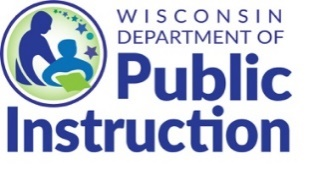 WISCONSIN
DEPARTMENT OF
Public
Instruction